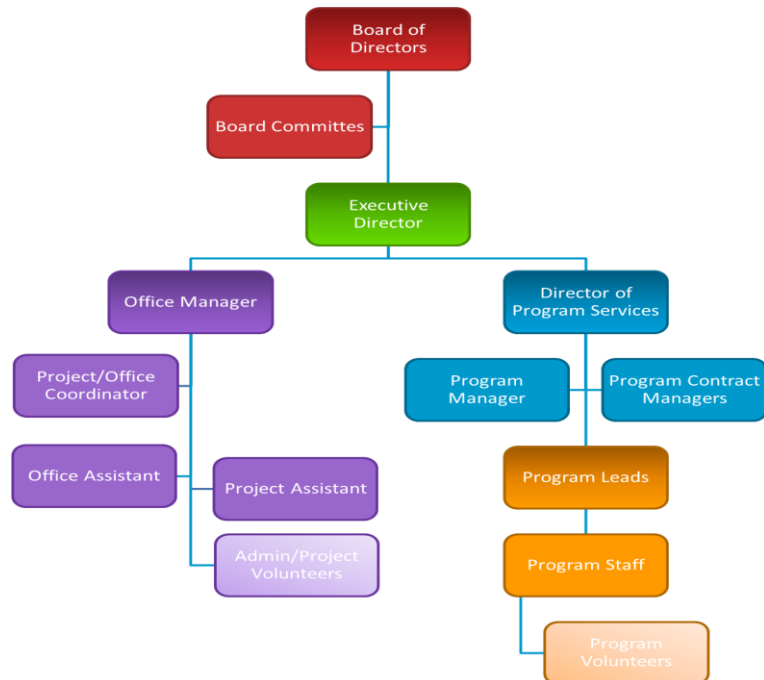 Board of
Directors
Board Committes
Executive
Director
Office Manager
Director of
Program Services
Project/Office
Coordinator
Program
Manager
Program Contract
Managers
Office Assistant
Project Assistant
Program Leads
Admin/Project
Volunteers
Program Staff
Program
Volunteers